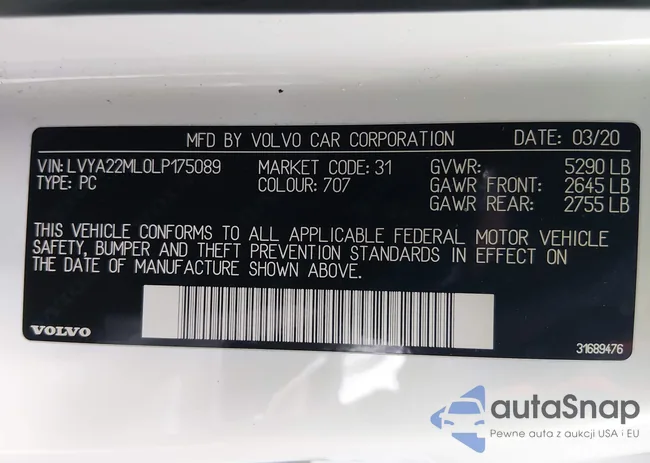 MFD BY VOLVO CAR CORPORATION DATE: 03/20
VIN: LVYA22ML0LP175089 MARKET CODE: 31 GVWR: 5290 LB
TYPE: PC COLOUR: 707 GAWR FRONT: 2645 LB
GAWR REAR: 2755 LB
THIS VEHICLE CONFORMS TO ALL APPLICABLE FEDERAL MOTOR VEHICLE
SAFETY, BUMPER AND THEFT PREVENTION STANDARDS IN EFFECT ON
THE DATE OF MANUFACTURE SHOWN ABOVE.
VOLVO 31689476
autaSnap
Pewne auta z aukcji USA i EU